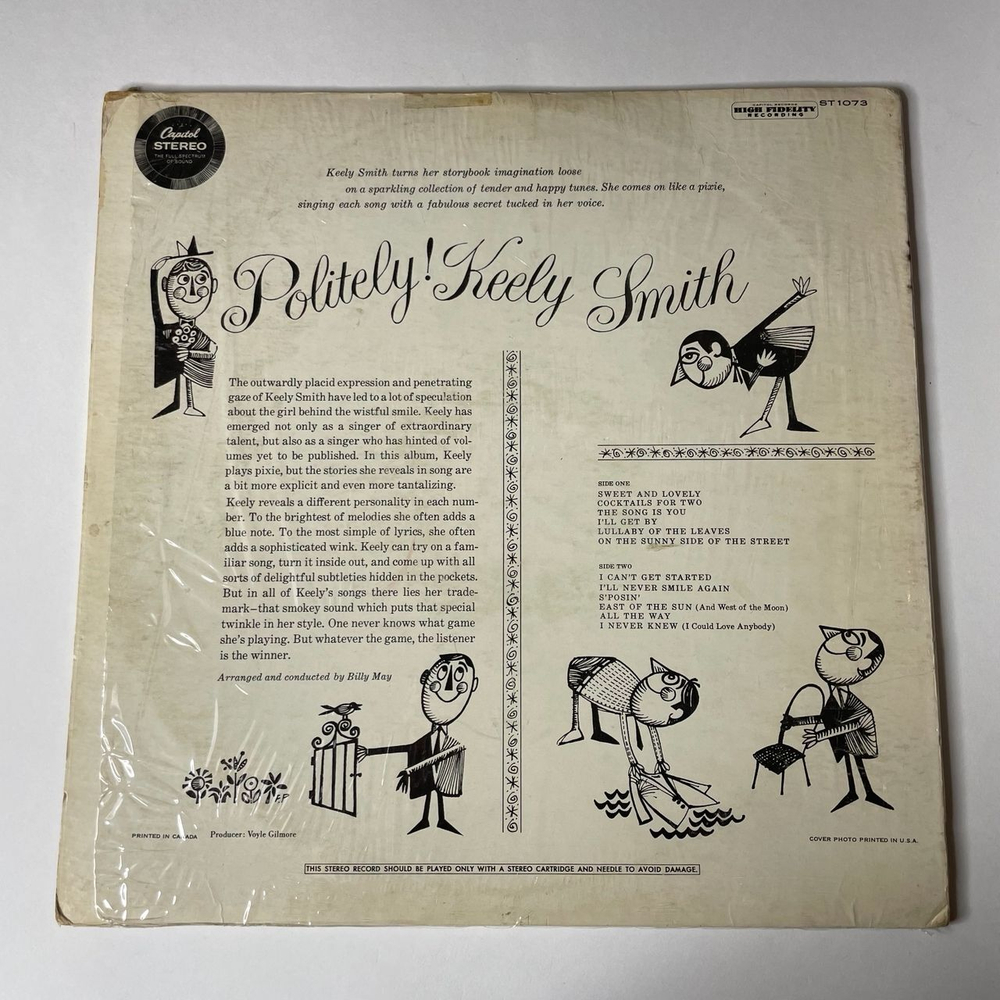 Capitol
STEREO
THE FULL SPECTRUM
OF SOUND
CAPITOL RECORDS
HIGH FIDELITY
RECORDING
ST 1073
Keely Smith turns her storybook imagination loose
on a sparkling collection of tender and happy tunes. She comes on like a pixie,
singing each song with a fabulous secret tucked in her voice.
Politely! Keely Smith
The outwardly placid expression and penetrating
gaze of Keely Smith have led to a lot of speculation
about the girl behind the wistful smile. Keely has
emerged not only as a singer of extraordinary
talent, but also as a singer who has hinted of vol-
umes yet to be published. In this album, Keely
plays pixie, but the stories she reveals in song are
a bit more explicit and even more tantalizing.
Keely reveals a different personality in each num-
ber. To the brightest of melodies she often adds a
blue note. To the most simple of lyrics, she often
adds a sophisticated wink. Keely can try on a fam-
iliar song, turn it inside out, and come up with all
sorts of delightful subtleties hidden in the pockets.
But in all of Keely's songs there lies her trade-
mark—that smokey sound which puts that special
twinkle in her style. One never knows what game
she's playing. But whatever the game, the listener
is the winner.
Arranged and conducted by Billy May
SIDE ONE
SWEET AND LOVELY
COCKTAILS FOR TWO
THE SONG IS YOU
I'LL GET BY
LULLABY OF THE LEAVES
ON THE SUNNY SIDE OF THE STREET
SIDE TWO
I CAN'T GET STARTED
I'LL NEVER SMILE AGAIN
S'POSIN'
EAST OF THE SUN (And West of the Moon)
ALL THE WAY
I NEVER KNEW (I Could Love Anybody)
PRINTED IN CANADA
Producer: Voyle Gilmore
COVER PHOTO PRINTED IN U.S.A.
THIS STEREO RECORD SHOULD BE PLAYED ONLY WITH A STEREO CARTRIDGE AND NEEDLE TO AVOID DAMAGE.